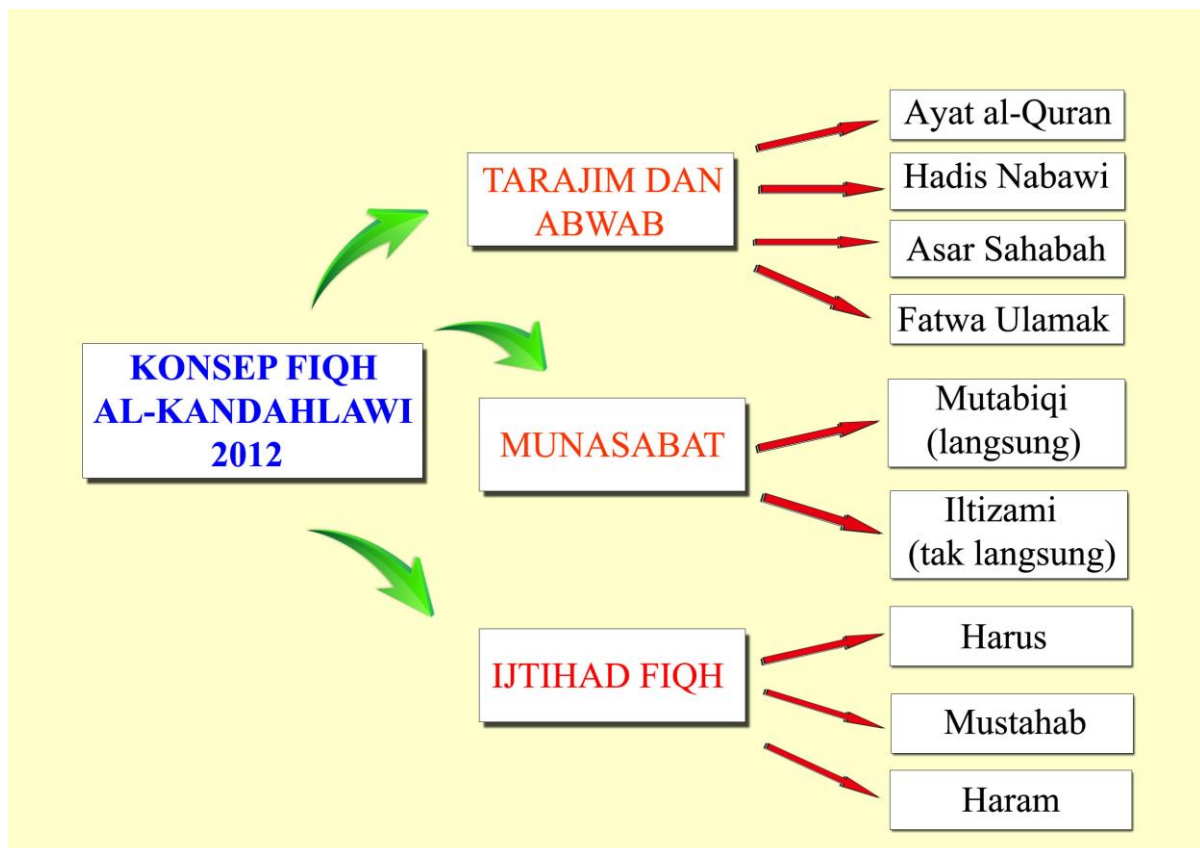 KONSEP FIQH
AL-KANDAHLAWI
2012
TARAJIM DAN
ABWAB
Ayat al-Quran
Hadis Nabawi
Asar Sahabah
Fatwa Ulamak
MUNASABAT
Mutabiqi
(langsung)
Iltizami
(tak langsung)
IJTIHAD FIQH
Harus
Mustahab
Haram